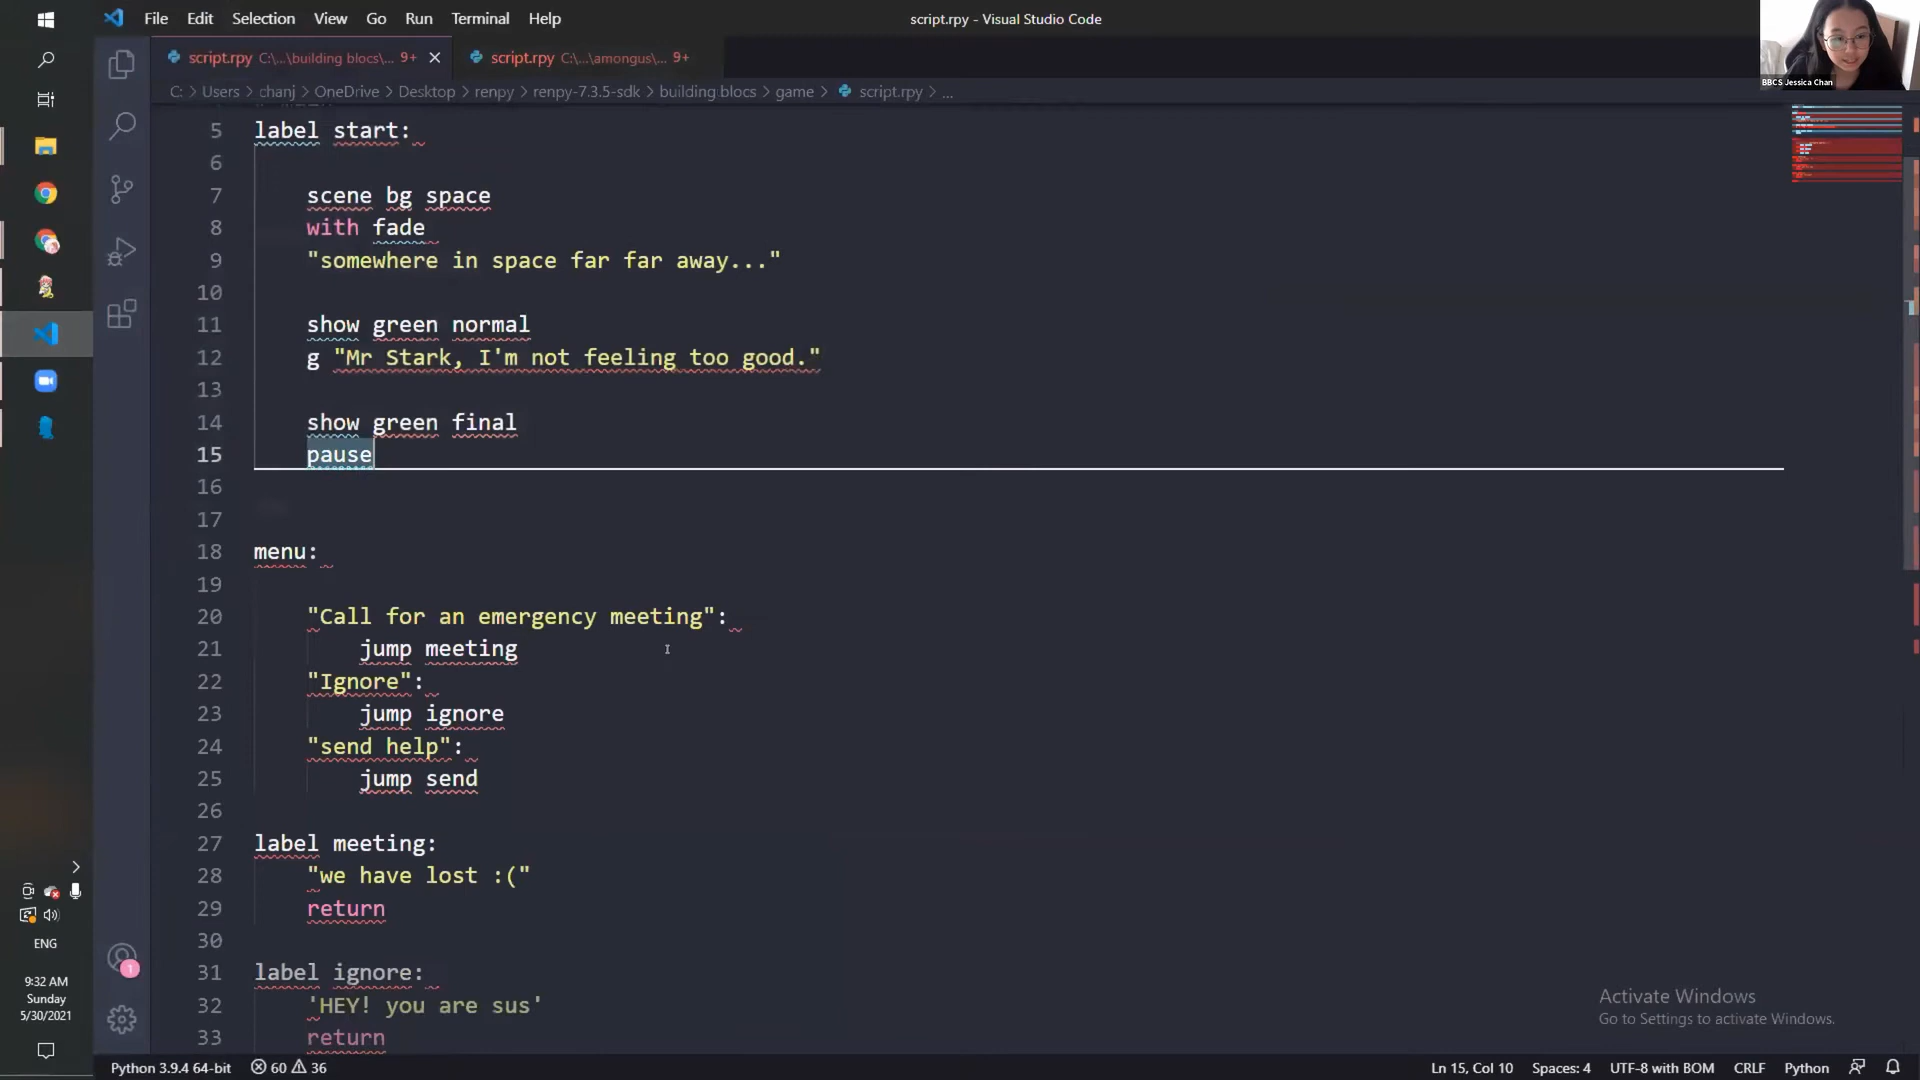 File Edit Selection View Go Run Terminal Help
script.rpy - Visual Studio Code
script.rpy C:\...\building blocs\... 9+
script.rpy C:\...\amongus\... 9+
BBCS Jessica Chan
C: > Users > chanj > OneDrive > Desktop > renpy > renpy-7.3.5-sdk > building blocs > game > script.rpy > ...
5 label start:
6
7 scene bg space
8 with fade
9 "somewhere in space far far away..."
10
11 show green normal
12 g "Mr Stark, I'm not feeling too good."
13
14 show green final
15 pause
16
17
18 menu:
19
20 "Call for an emergency meeting":
21 jump meeting
22 "Ignore":
23 jump ignore
24 "send help":
25 jump send
26
27 label meeting:
28 "we have lost :("
29 return
30
31 label ignore:
32 'HEY! you are sus'
33 return
ENG
9:32 AM
Sunday
5/30/2021
1
Activate Windows
Go to Settings to activate Windows.
Python 3.9.4 64-bit 60 36
Ln 15, Col 10 Spaces: 4 UTF-8 with BOM CRLF Python